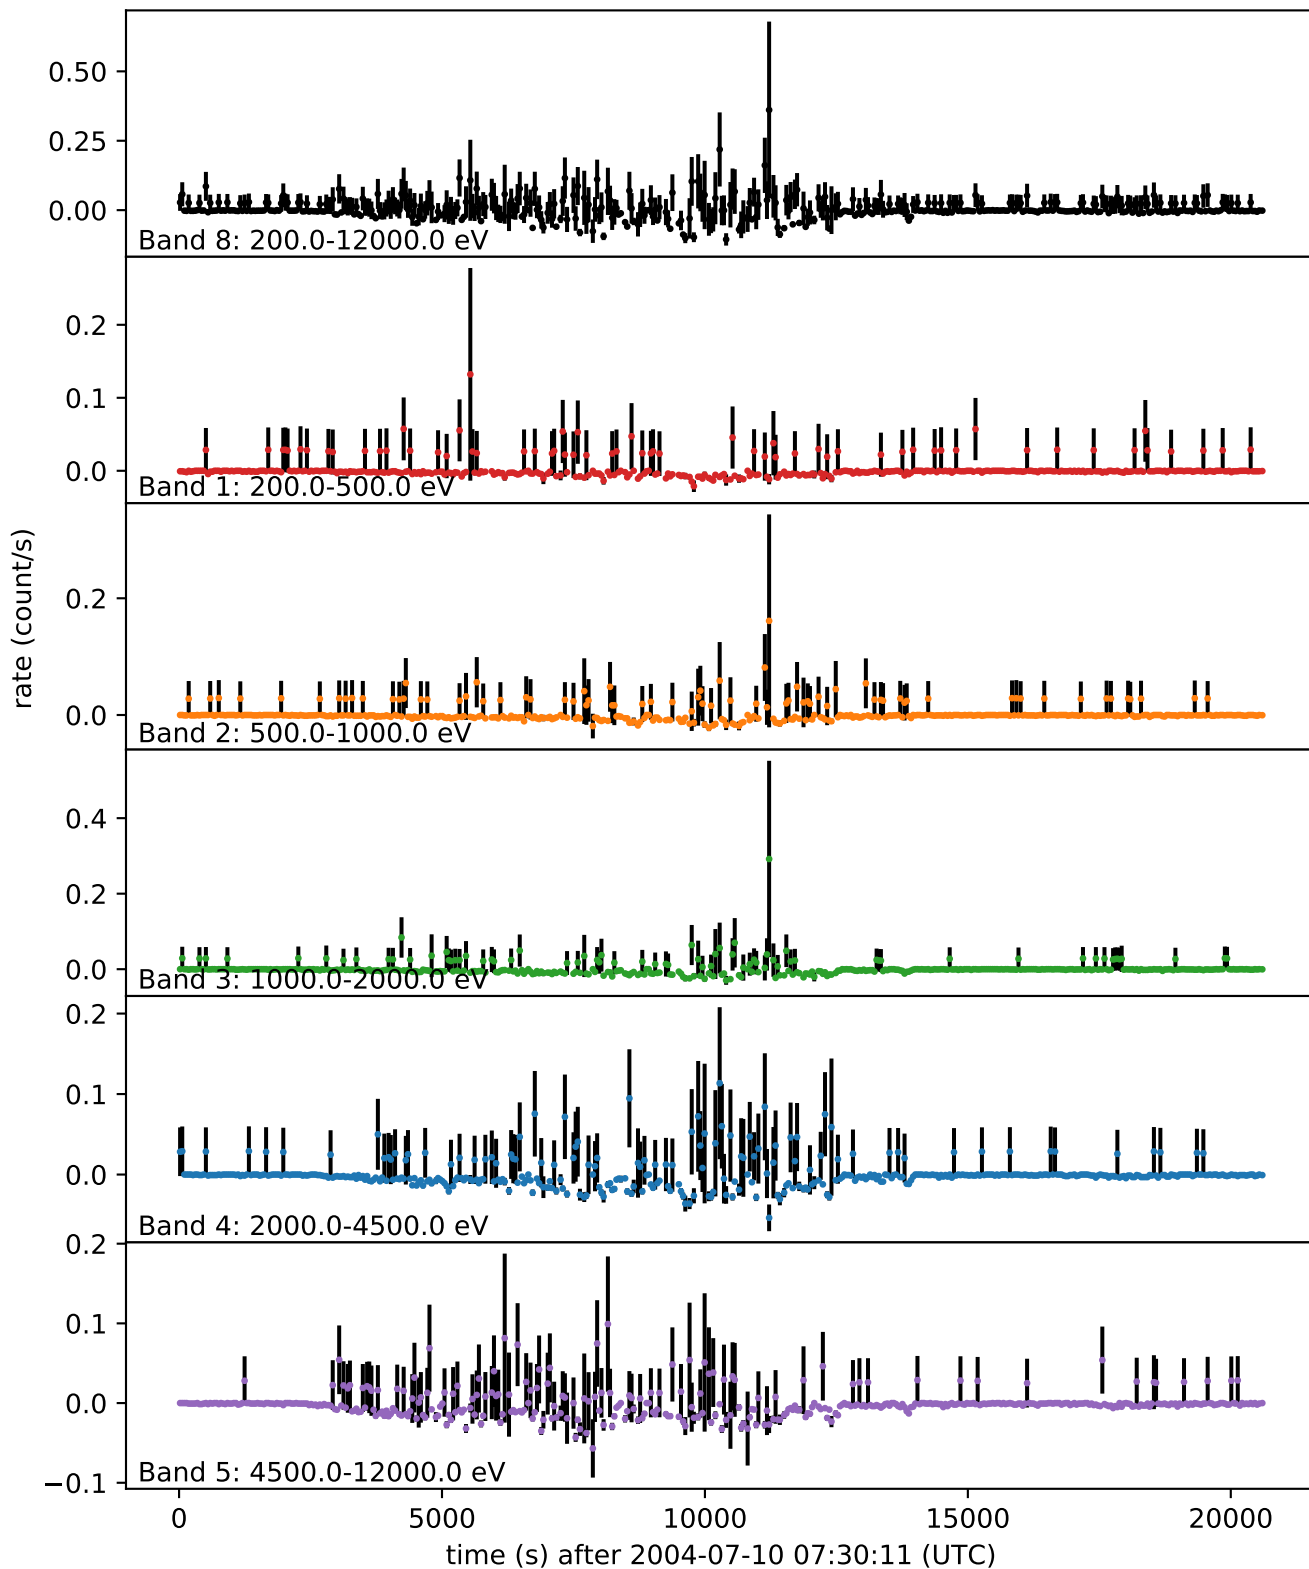 0.50
0.25
0.00
Band 8: 200.0-12000.0 eV
0.2
0.1
0.0
Band 1: 200.0-500.0 eV
rate (count/s)
0.2
0.0
Band 2: 500.0-1000.0 eV
0.4
0.2
0.0
Band 3: 1000.0-2000.0 eV
0.2
0.1
0.0
Band 4: 2000.0-4500.0 eV
0.2
0.1
0.0
−0.1
Band 5: 4500.0-12000.0 eV
0 5000 10000 15000 20000
time (s) after 2004-07-10 07:30:11 (UTC)